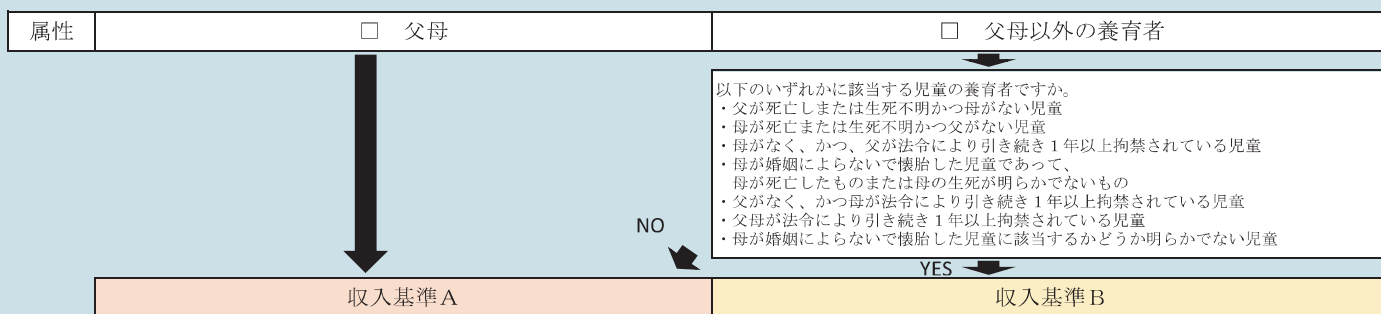 属性
□ 父母
□ 父母以外の養育者
以下のいずれかに該当する児童の養育者ですか。
・父が死亡しまたは生死不明かつ母がない児童
・母が死亡または生死不明かつ父がない児童
・母がなく、かつ、父が法令により引き続き1年以上拘禁されている児童
・母が婚姻によらないで懐胎した児童であって、
母が死亡したものまたは母の生死が明らかでないもの
・父がなく、かつ母が法令により引き続き1年以上拘禁されている児童
・父母が法令により引き続き1年以上拘禁されている児童
・母が婚姻によらないで懐胎した児童に該当するかどうか明らかでない児童
NO
YES
収入基準A
収入基準B